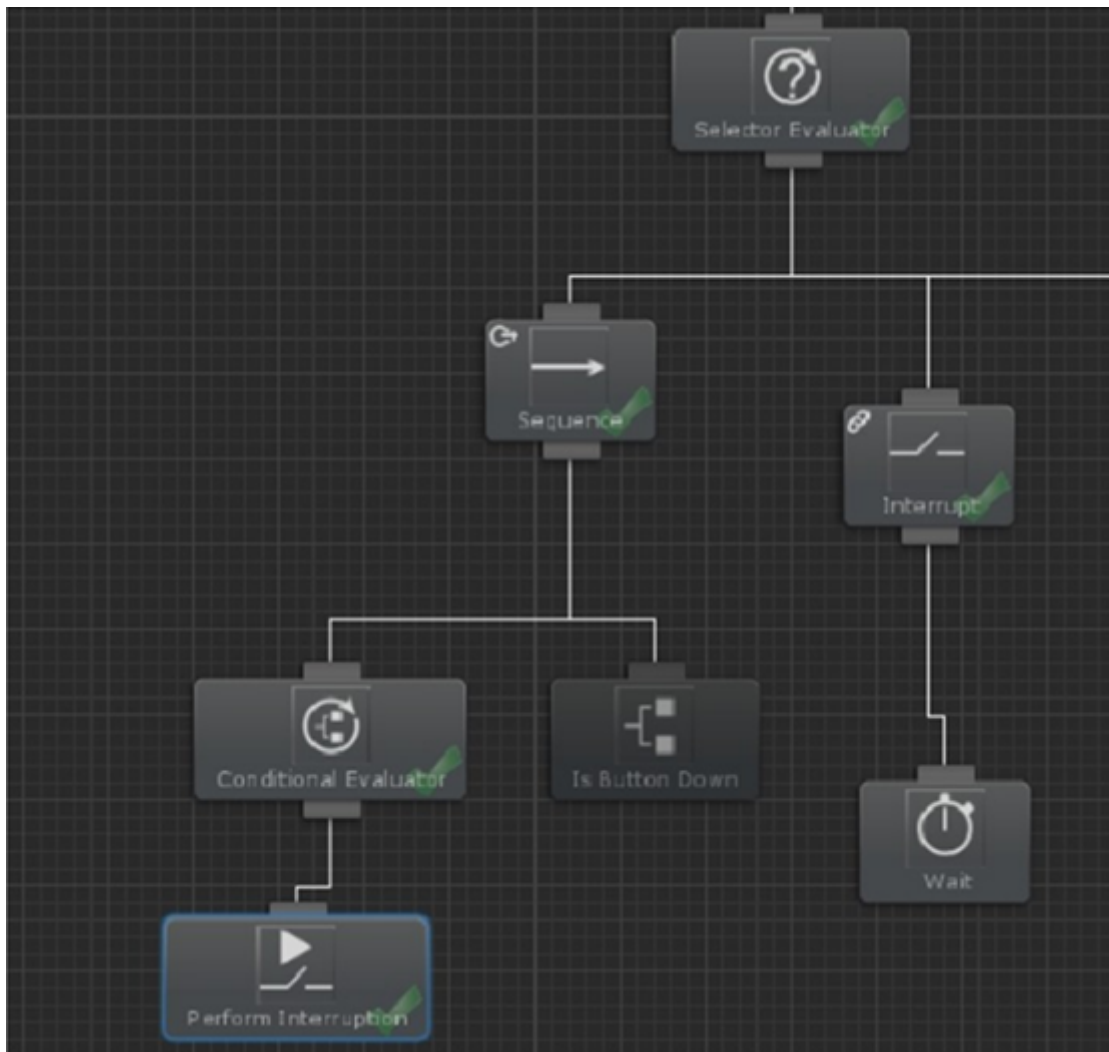 Selector Evaluator
Sequence
Interrupt
Conditional Evaluator
Is Button Down
Wait
Perform Interruption